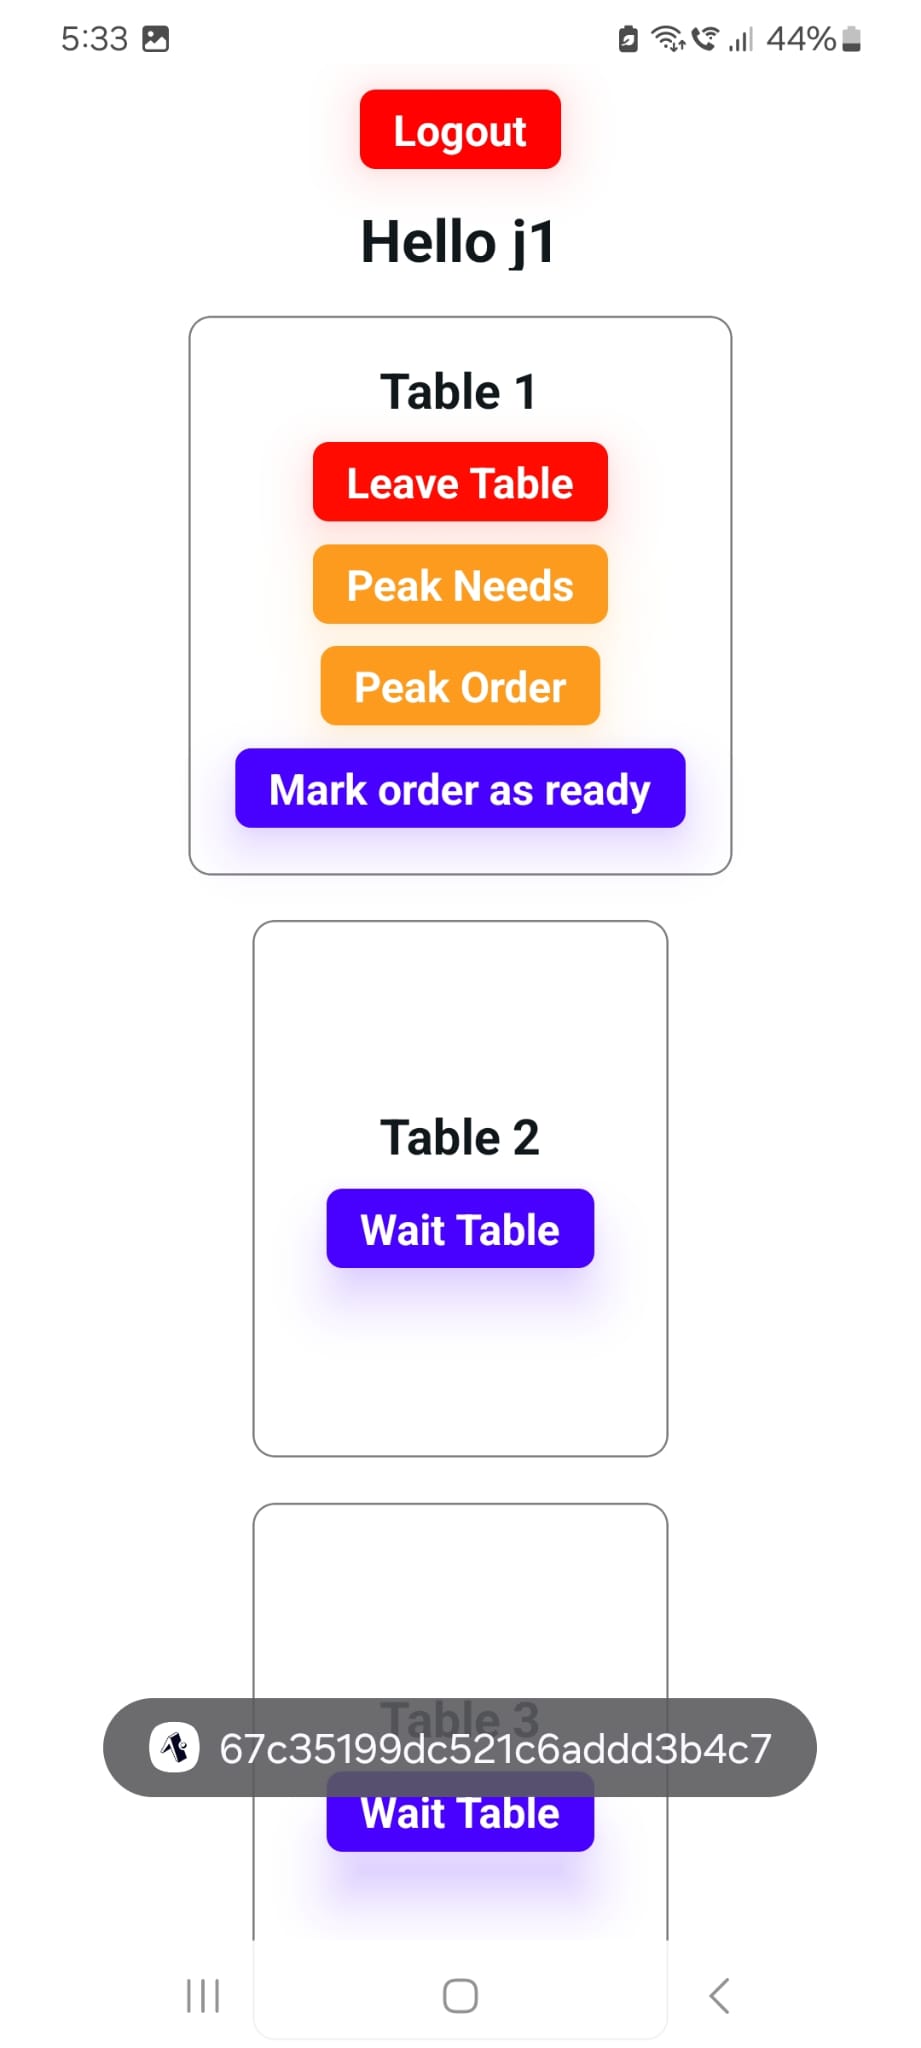 5:33 44%
Logout
Hello j1
Table 1
Leave Table
Peak Needs
Peak Order
Mark order as ready
Table 2
Wait Table
Table 3
67c35199dc521c6addd3b4c7
Wait Table